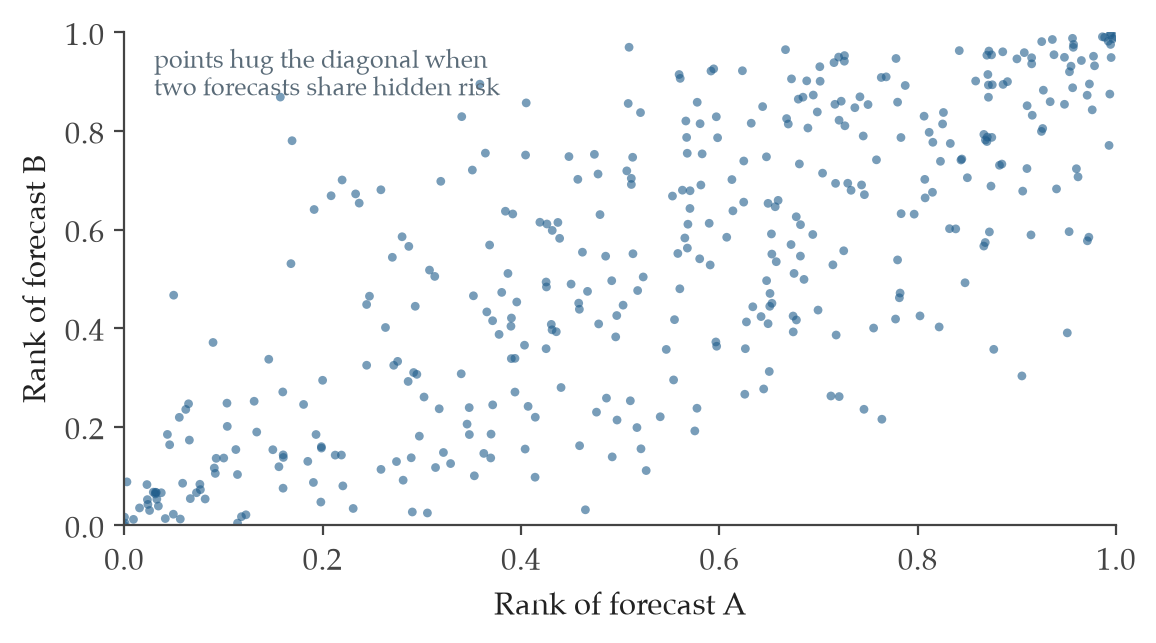 points hug the diagonal when
two forecasts share hidden risk
1.0
0.8
0.6
0.4
0.2
0.0
Rank of forecast B
0.0 0.2 0.4 0.6 0.8 1.0
Rank of forecast A